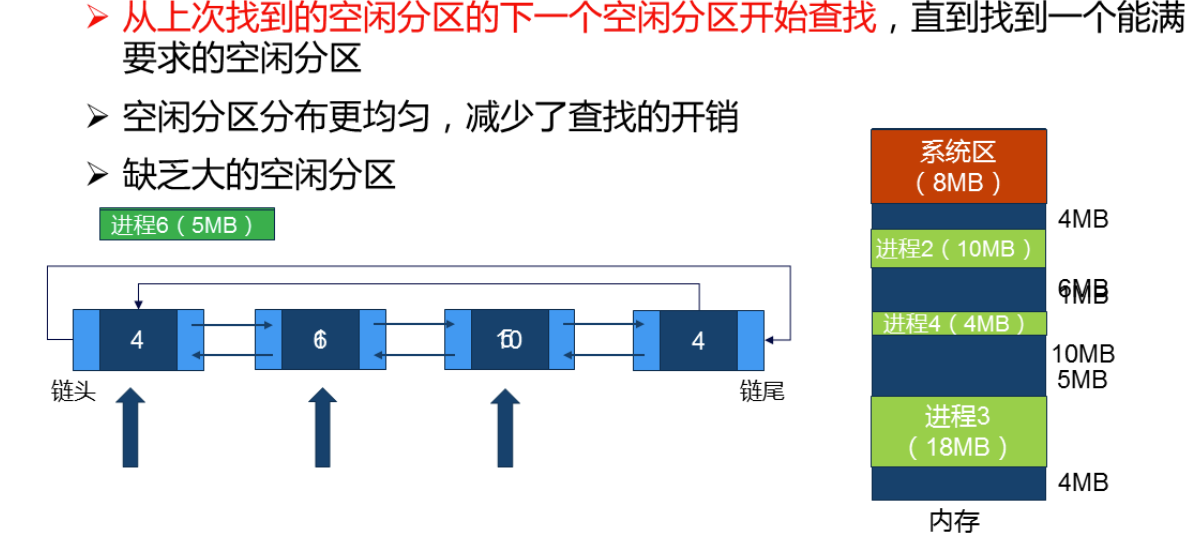 ➢ 从上次找到的空闲分区的下一个空闲分区开始查找，直到找到一个能满
要求的空闲分区
➢ 空闲分区分布更均匀，减少了查找的开销
➢ 缺乏大的空闲分区
进程6（5MB）
4
4
链头
链尾
系统区
（8MB）
4MB
进程2（10MB）
6MB
1MB
进程4（4MB）
10MB
5MB
进程3
（18MB）
4MB
内存